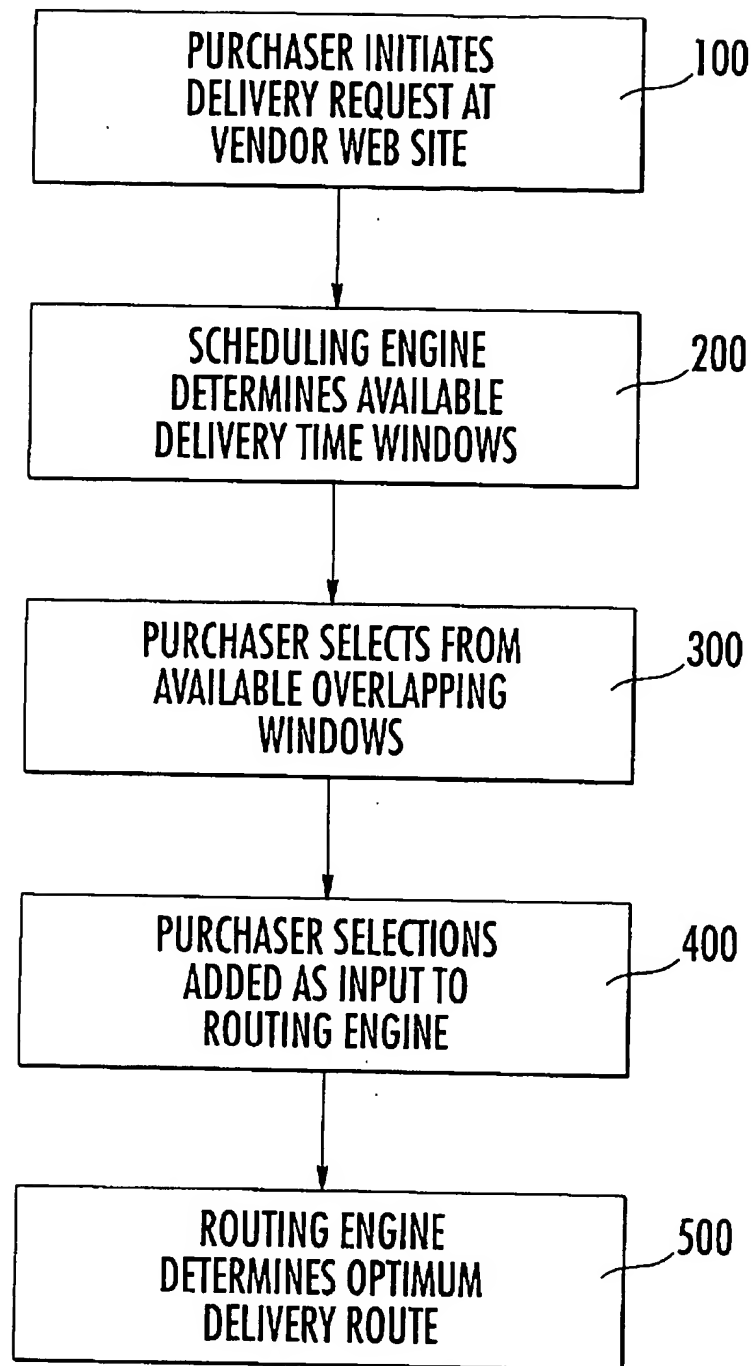 PURCHASER INITIATES
DELIVERY REQUEST AT
VENDOR WEB SITE
100
SCHEDULING ENGINE
DETERMINES AVAILABLE
DELIVERY TIME WINDOWS
200
PURCHASER SELECTS FROM
AVAILABLE OVERLAPPING
WINDOWS
300
PURCHASER SELECTIONS
ADDED AS INPUT TO
ROUTING ENGINE
400
ROUTING ENGINE
DETERMINES OPTIMUM
DELIVERY ROUTE
500